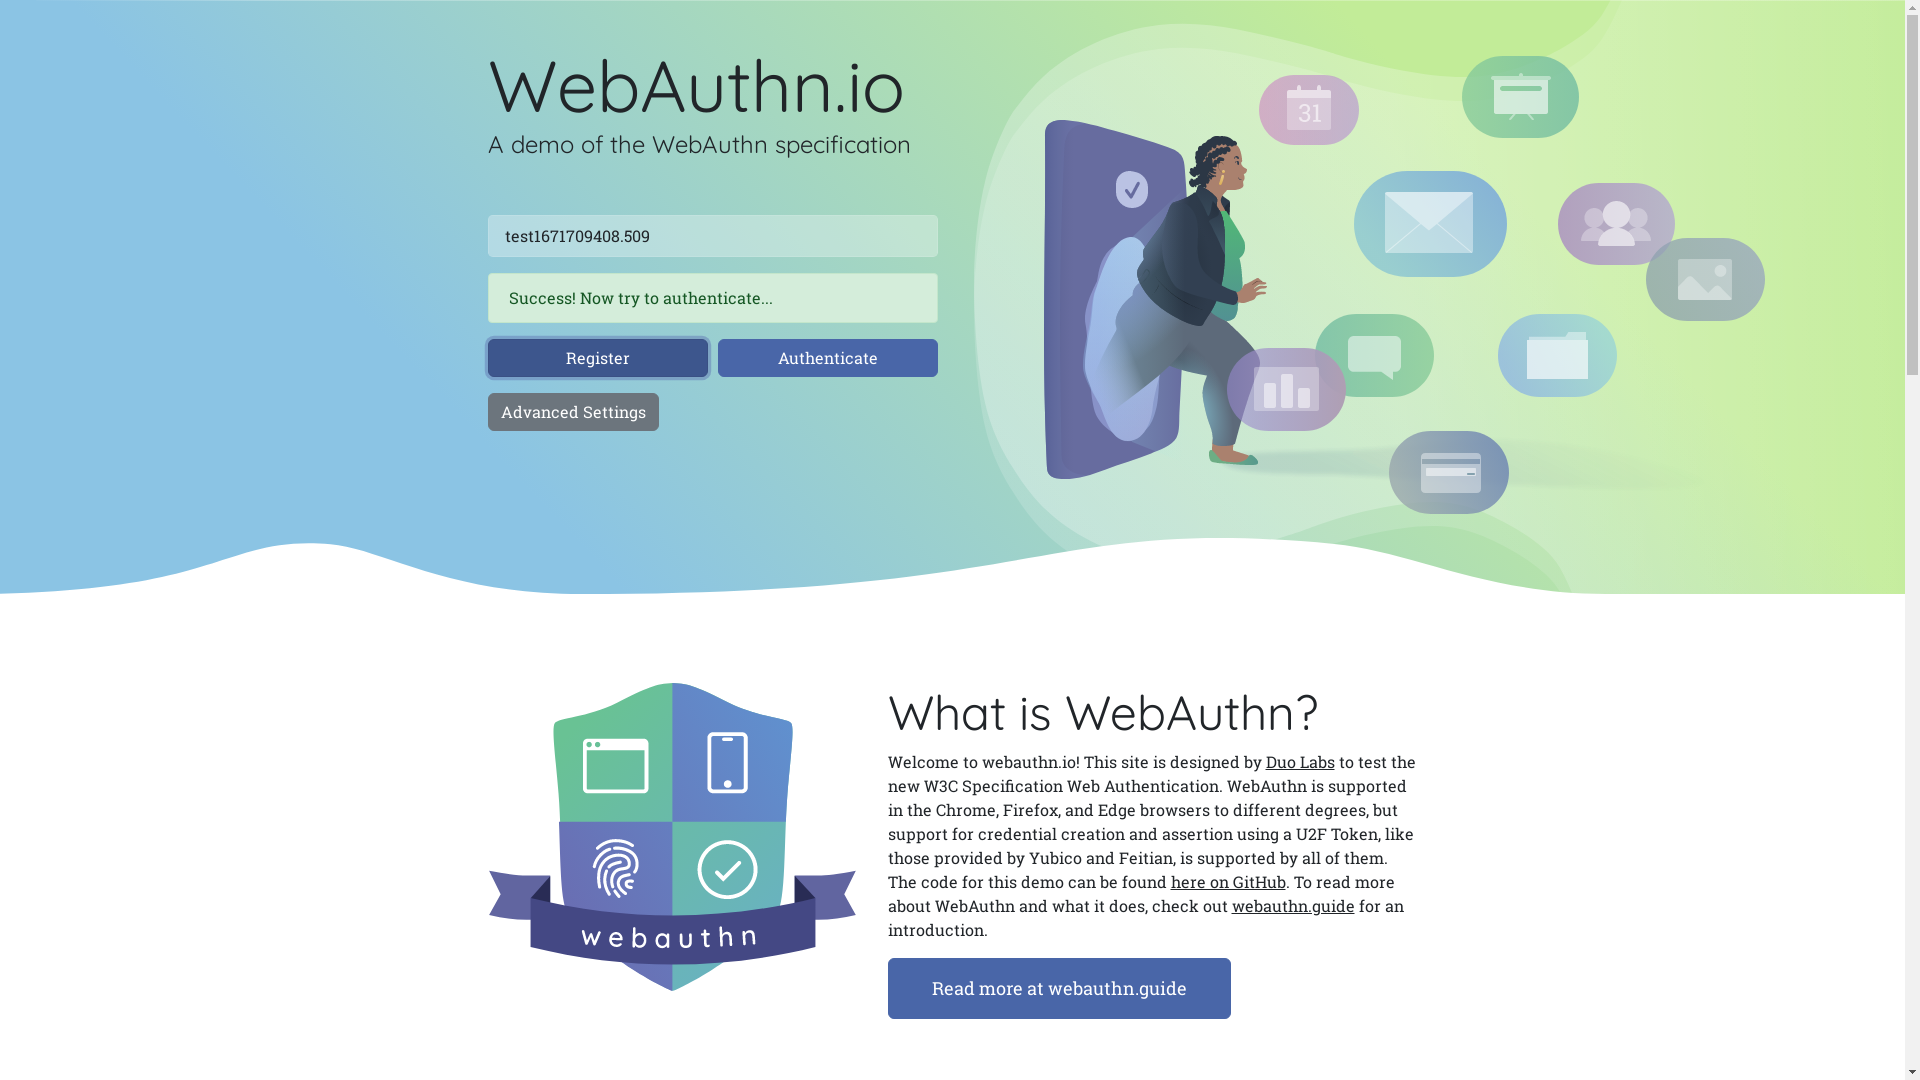 WebAuthn.io
A demo of the WebAuthn specification
test1671709408.509
Success! Now try to authenticate...
Register
Authenticate
Advanced Settings
31
webauthn
What is WebAuthn?
Welcome to webauthn.io! This site is designed by Duo Labs to test the
new W3C Specification Web Authentication. WebAuthn is supported
in the Chrome, Firefox, and Edge browsers to different degrees, but
support for credential creation and assertion using a U2F Token, like
those provided by Yubico and Feitian, is supported by all of them.
The code for this demo can be found here on GitHub. To read more
about WebAuthn and what it does, check out webauthn.guide for an
introduction.
Read more at webauthn.guide